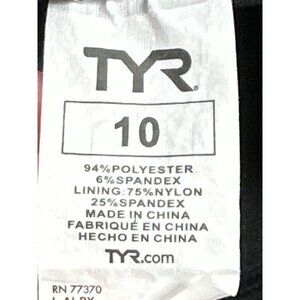 TYR
10
94%POLYESTER
6%SPANDEX
LINING:75%NYLON
25%SPANDEX
MADE IN CHINA
FABRIQUÉ EN CHINA
HECHO EN CHINA
TYR.com
RN 77370